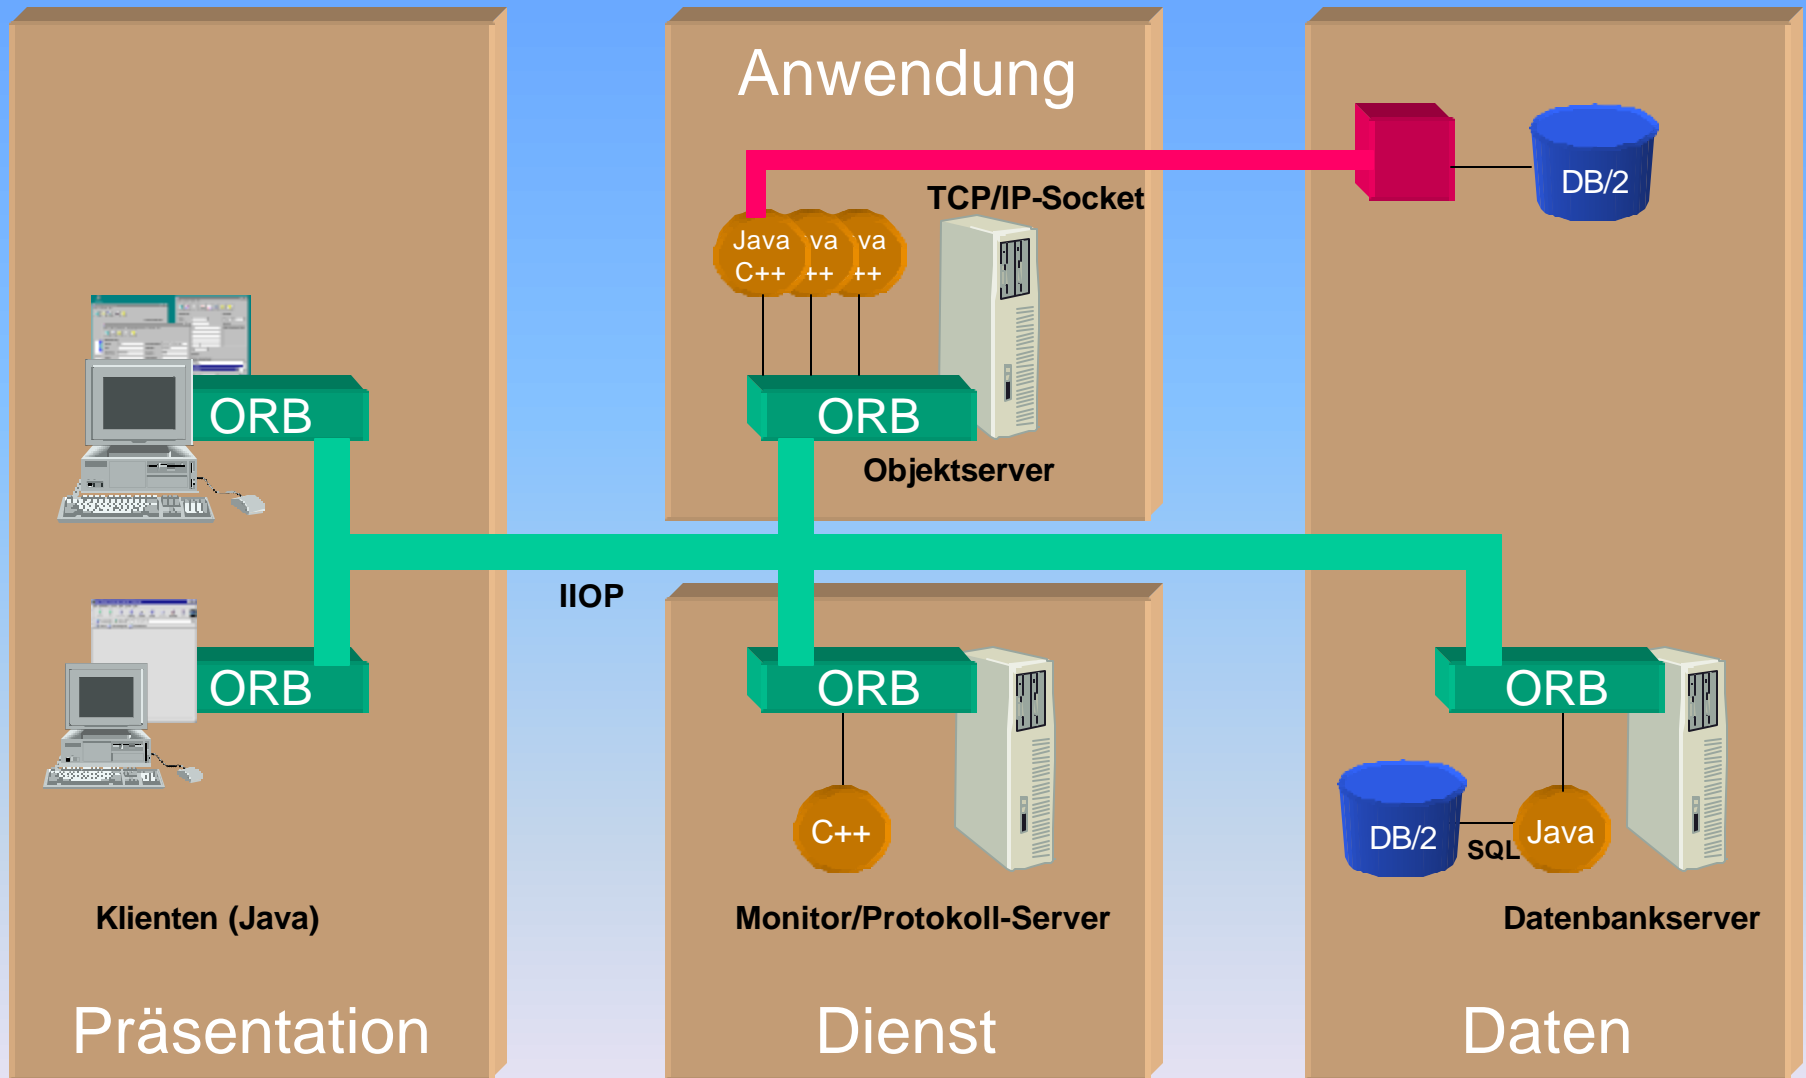 Anwendung
TCP/IP-Socket
DB/2
Java
C++
va
++
va
++
ORB
ORB
Objektserver
IIOP
ORB
ORB
ORB
C++
DB/2
SQL
Java
Klienten (Java)
Monitor/Protokoll-Server
Datenbankserver
Präsentation
Dienst
Daten